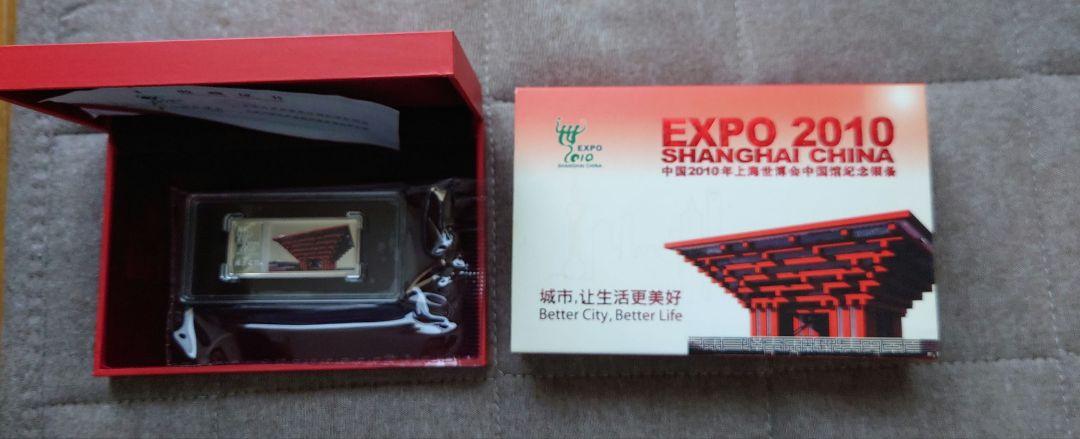 EXPO
2010
SHANGHAI CHINA
EXPO 2010
SHANGHAI CHINA
中国2010年上海世博会中国馆纪念银条
城市,让生活更美好
Better City, Better Life